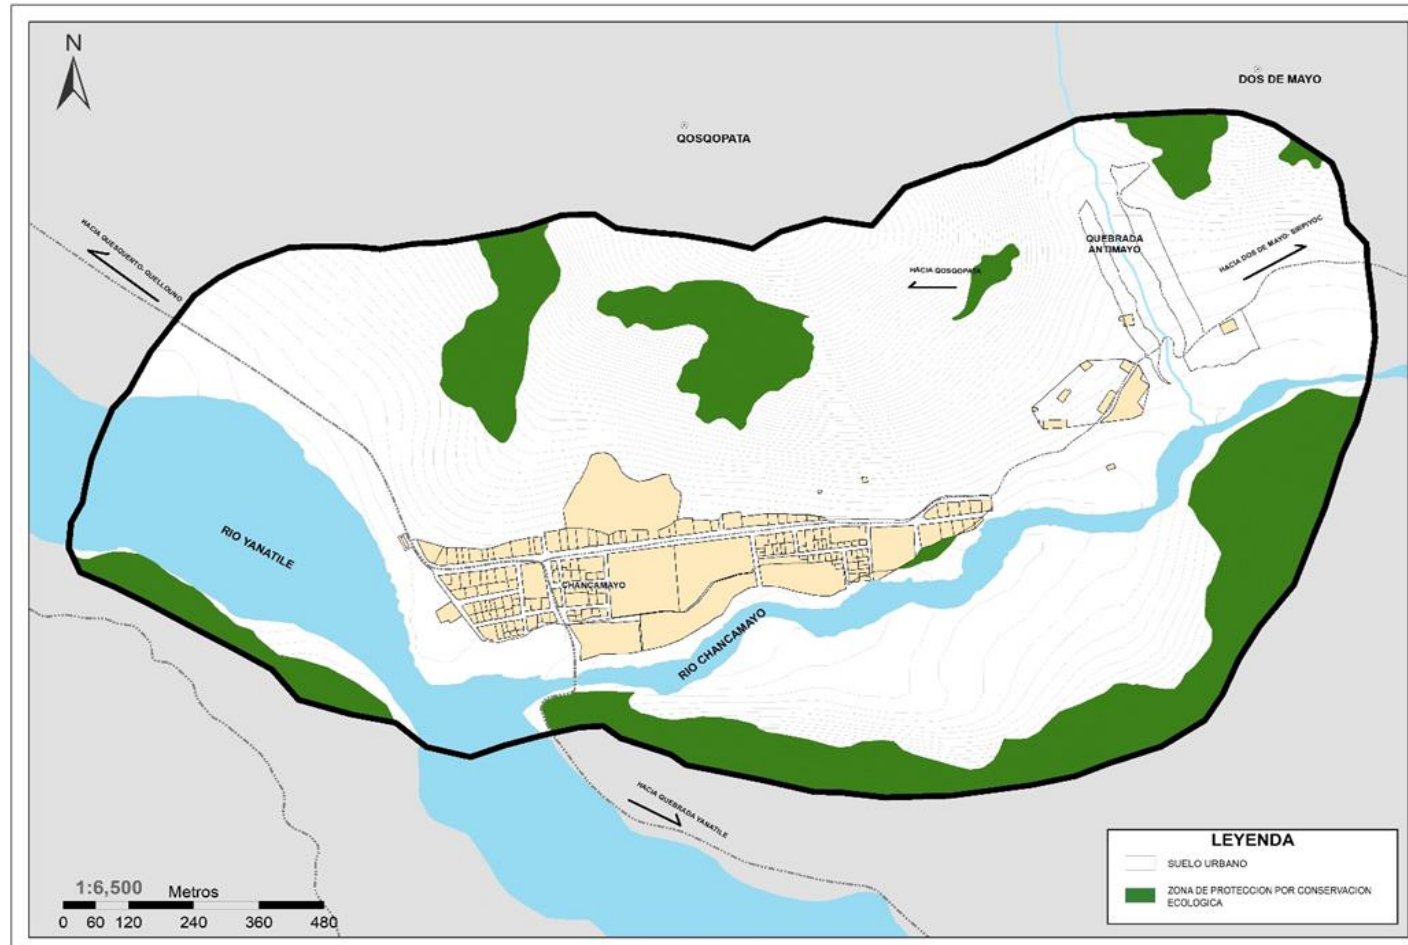 N
DOS DE MAYO
QOSQOPATA
HACIA QUESQUENTO- QUELLOUNO
QUEBRADA
ANTIMAYO
HACIA DOS DE MAYO- SIRPIYOC
HACIA QOSQOPATA
RIO YANATILE
CHANCAMAYO
RIO CHANCAMAYO
HACIA QUEBRADA YANATILE
LEYENDA
SUELO URBANO
ZONA DE PROTECCION POR CONSERVACION
ECOLOGICA
1:6,500 Metros
0 60 120 240 360 480